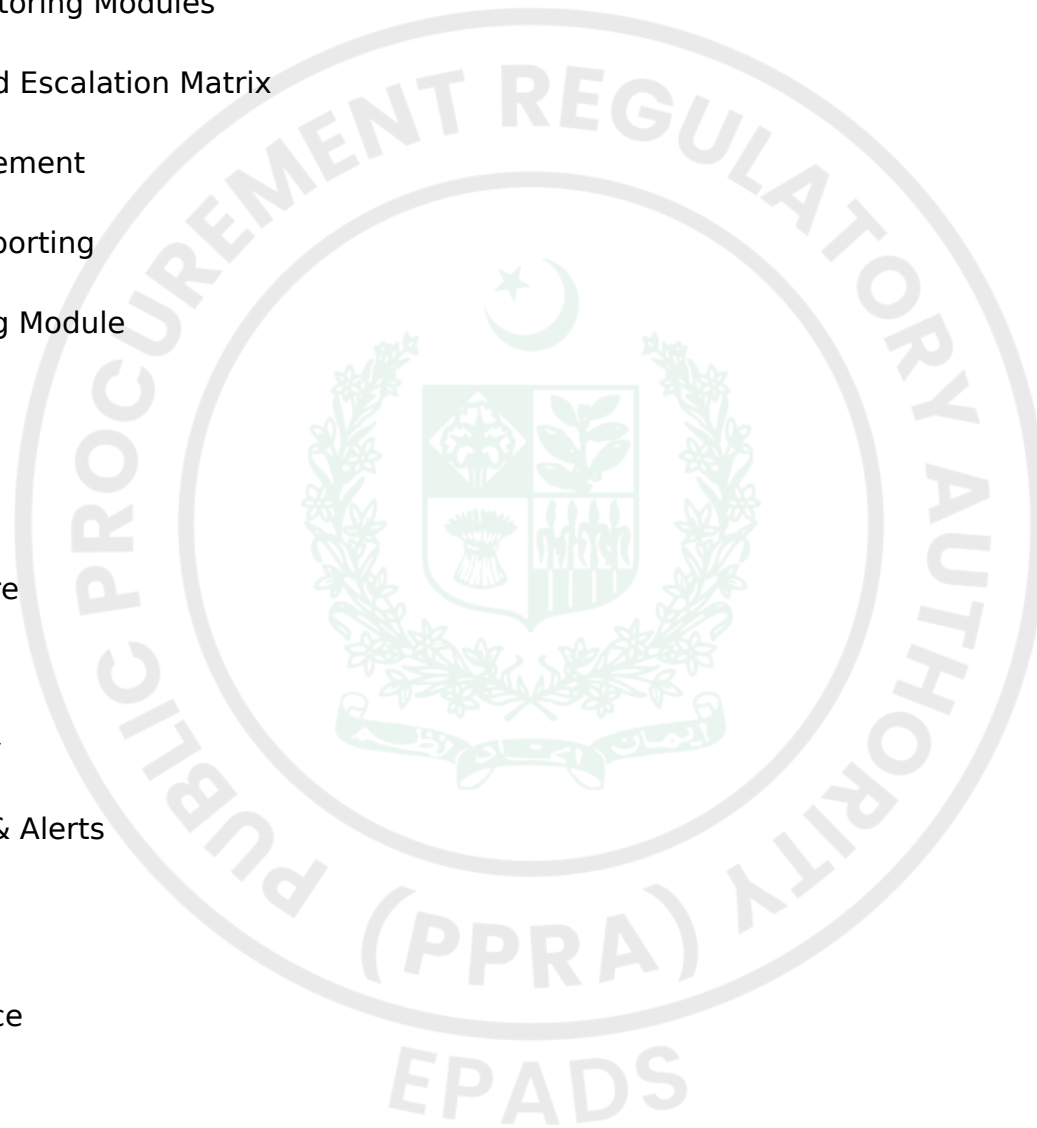 toring Modules
d Escalation Matrix
ement
porting
g Module
re
& Alerts
ce
PUBLIC PROCUREMENT REGULATORY AUTHORITY
(PPRA)
EPADS